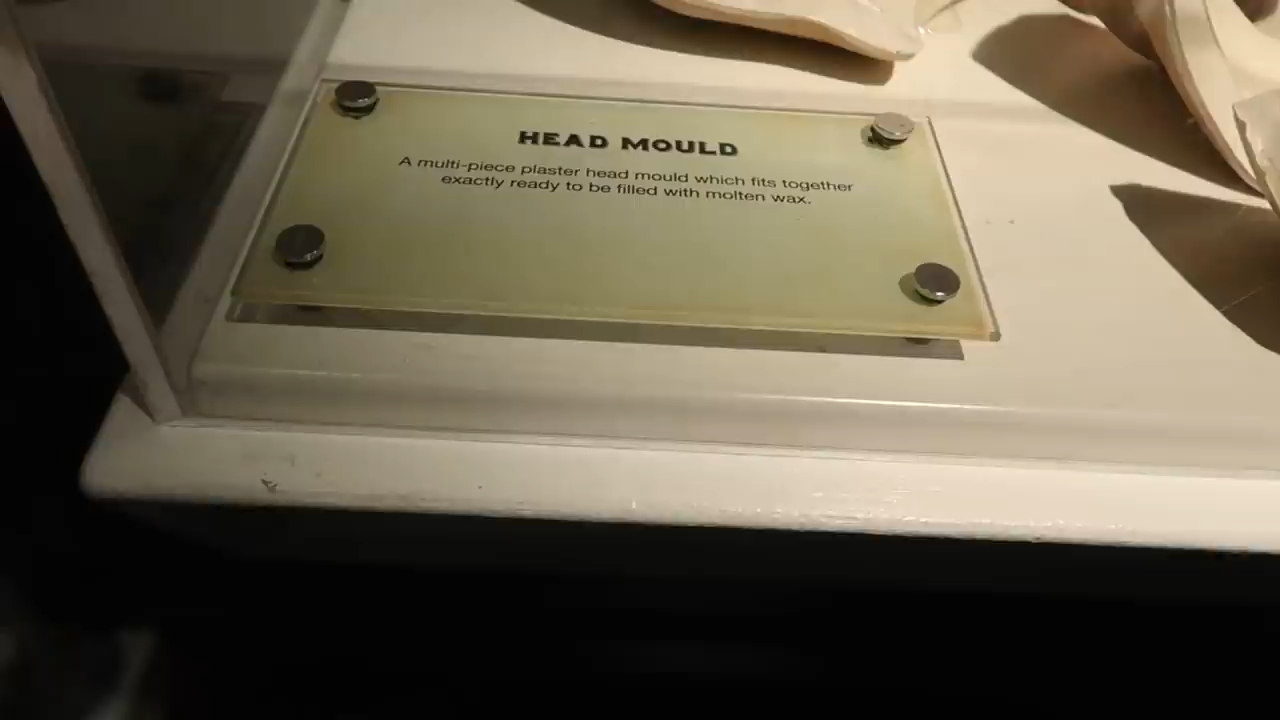 HEAD MOULD
A multi-piece plaster head mould which fits together
exactly ready to be filled with molten wax.